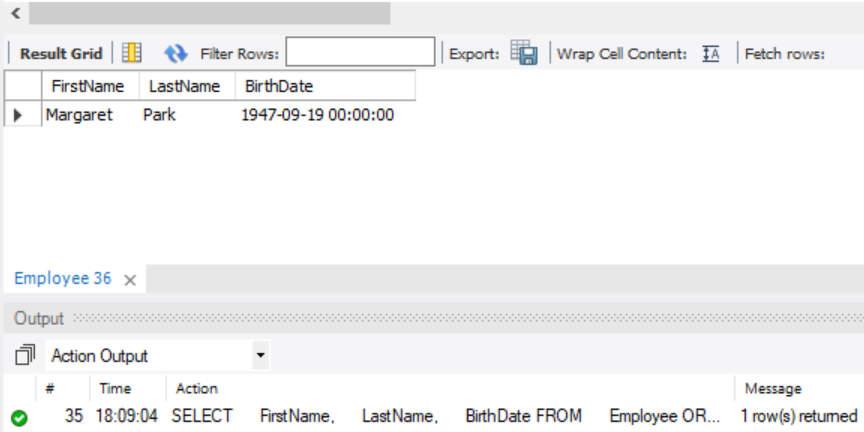 Result Grid Filter Rows: Export: Wrap Cell Content: Fetch rows:
FirstName LastName BirthDate
Margaret Park 1947-09-19 00:00:00
Employee 36
Output
Action Output
# Time Action Message
35 18:09:04 SELECT FirstName, LastName, BirthDate FROM Employee OR... 1 row(s) returned